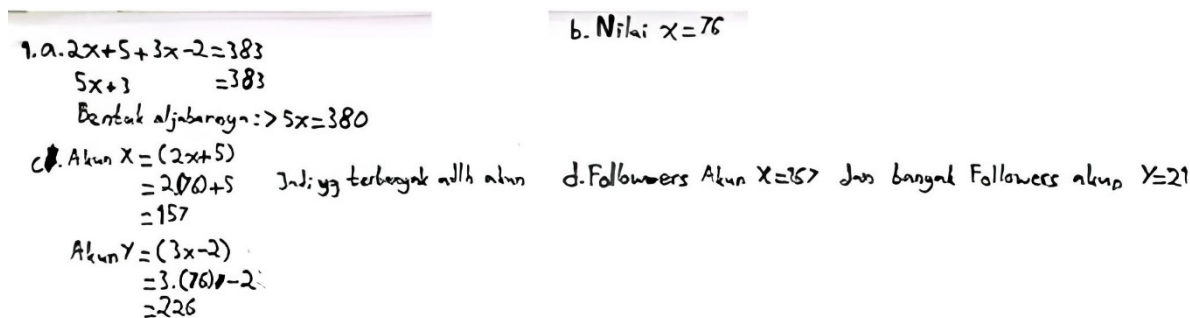 1. a. 2x+5+3x-2=383
5x+3 =383
Bentuk aljabarnya :> 5x=380
b. Nilai x=76
c. Akun X = (2x+5)
= 2.(76)+5
=157
Jadi yg terbanyak adlh akun
Akun Y = (3x-2)
=3.(76)-2
=226
d. Followers Akun X=157 dan banyak Followers akun Y=2